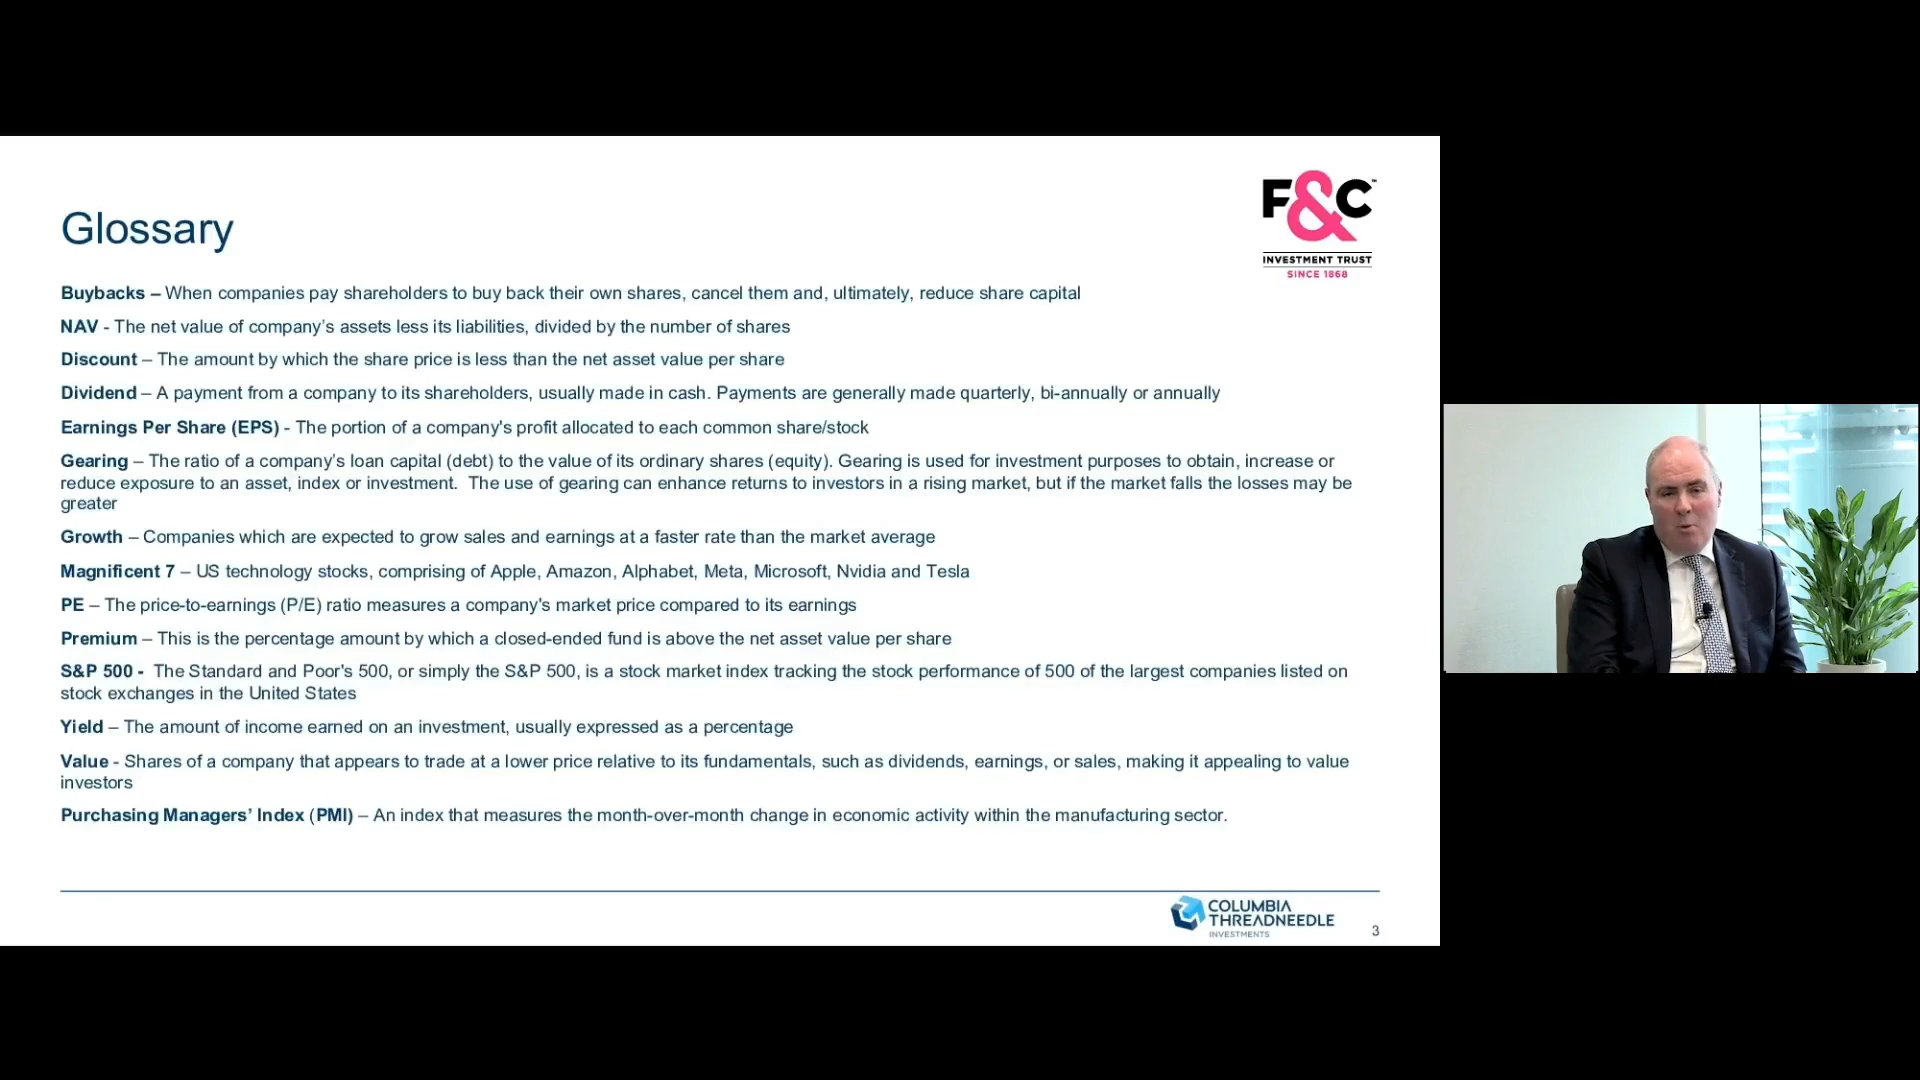 F&C™
INVESTMENT TRUST
SINCE 1868
Glossary
Buybacks – When companies pay shareholders to buy back their own shares, cancel them and, ultimately, reduce share capital
NAV - The net value of company’s assets less its liabilities, divided by the number of shares
Discount – The amount by which the share price is less than the net asset value per share
Dividend – A payment from a company to its shareholders, usually made in cash. Payments are generally made quarterly, bi-annually or annually
Earnings Per Share (EPS) - The portion of a company's profit allocated to each common share/stock
Gearing – The ratio of a company’s loan capital (debt) to the value of its ordinary shares (equity). Gearing is used for investment purposes to obtain, increase or
reduce exposure to an asset, index or investment.  The use of gearing can enhance returns to investors in a rising market, but if the market falls the losses may be
greater
Growth – Companies which are expected to grow sales and earnings at a faster rate than the market average
Magnificent 7 – US technology stocks, comprising of Apple, Amazon, Alphabet, Meta, Microsoft, Nvidia and Tesla
PE – The price-to-earnings (P/E) ratio measures a company's market price compared to its earnings
Premium – This is the percentage amount by which a closed-ended fund is above the net asset value per share
S&P 500 -  The Standard and Poor's 500, or simply the S&P 500, is a stock market index tracking the stock performance of 500 of the largest companies listed on
stock exchanges in the United States
Yield – The amount of income earned on an investment, usually expressed as a percentage
Value - Shares of a company that appears to trade at a lower price relative to its fundamentals, such as dividends, earnings, or sales, making it appealing to value
investors
Purchasing Managers’ Index (PMI) – An index that measures the month-over-month change in economic activity within the manufacturing sector.
COLUMBIA
THREADNEEDLE
INVESTMENTS
3